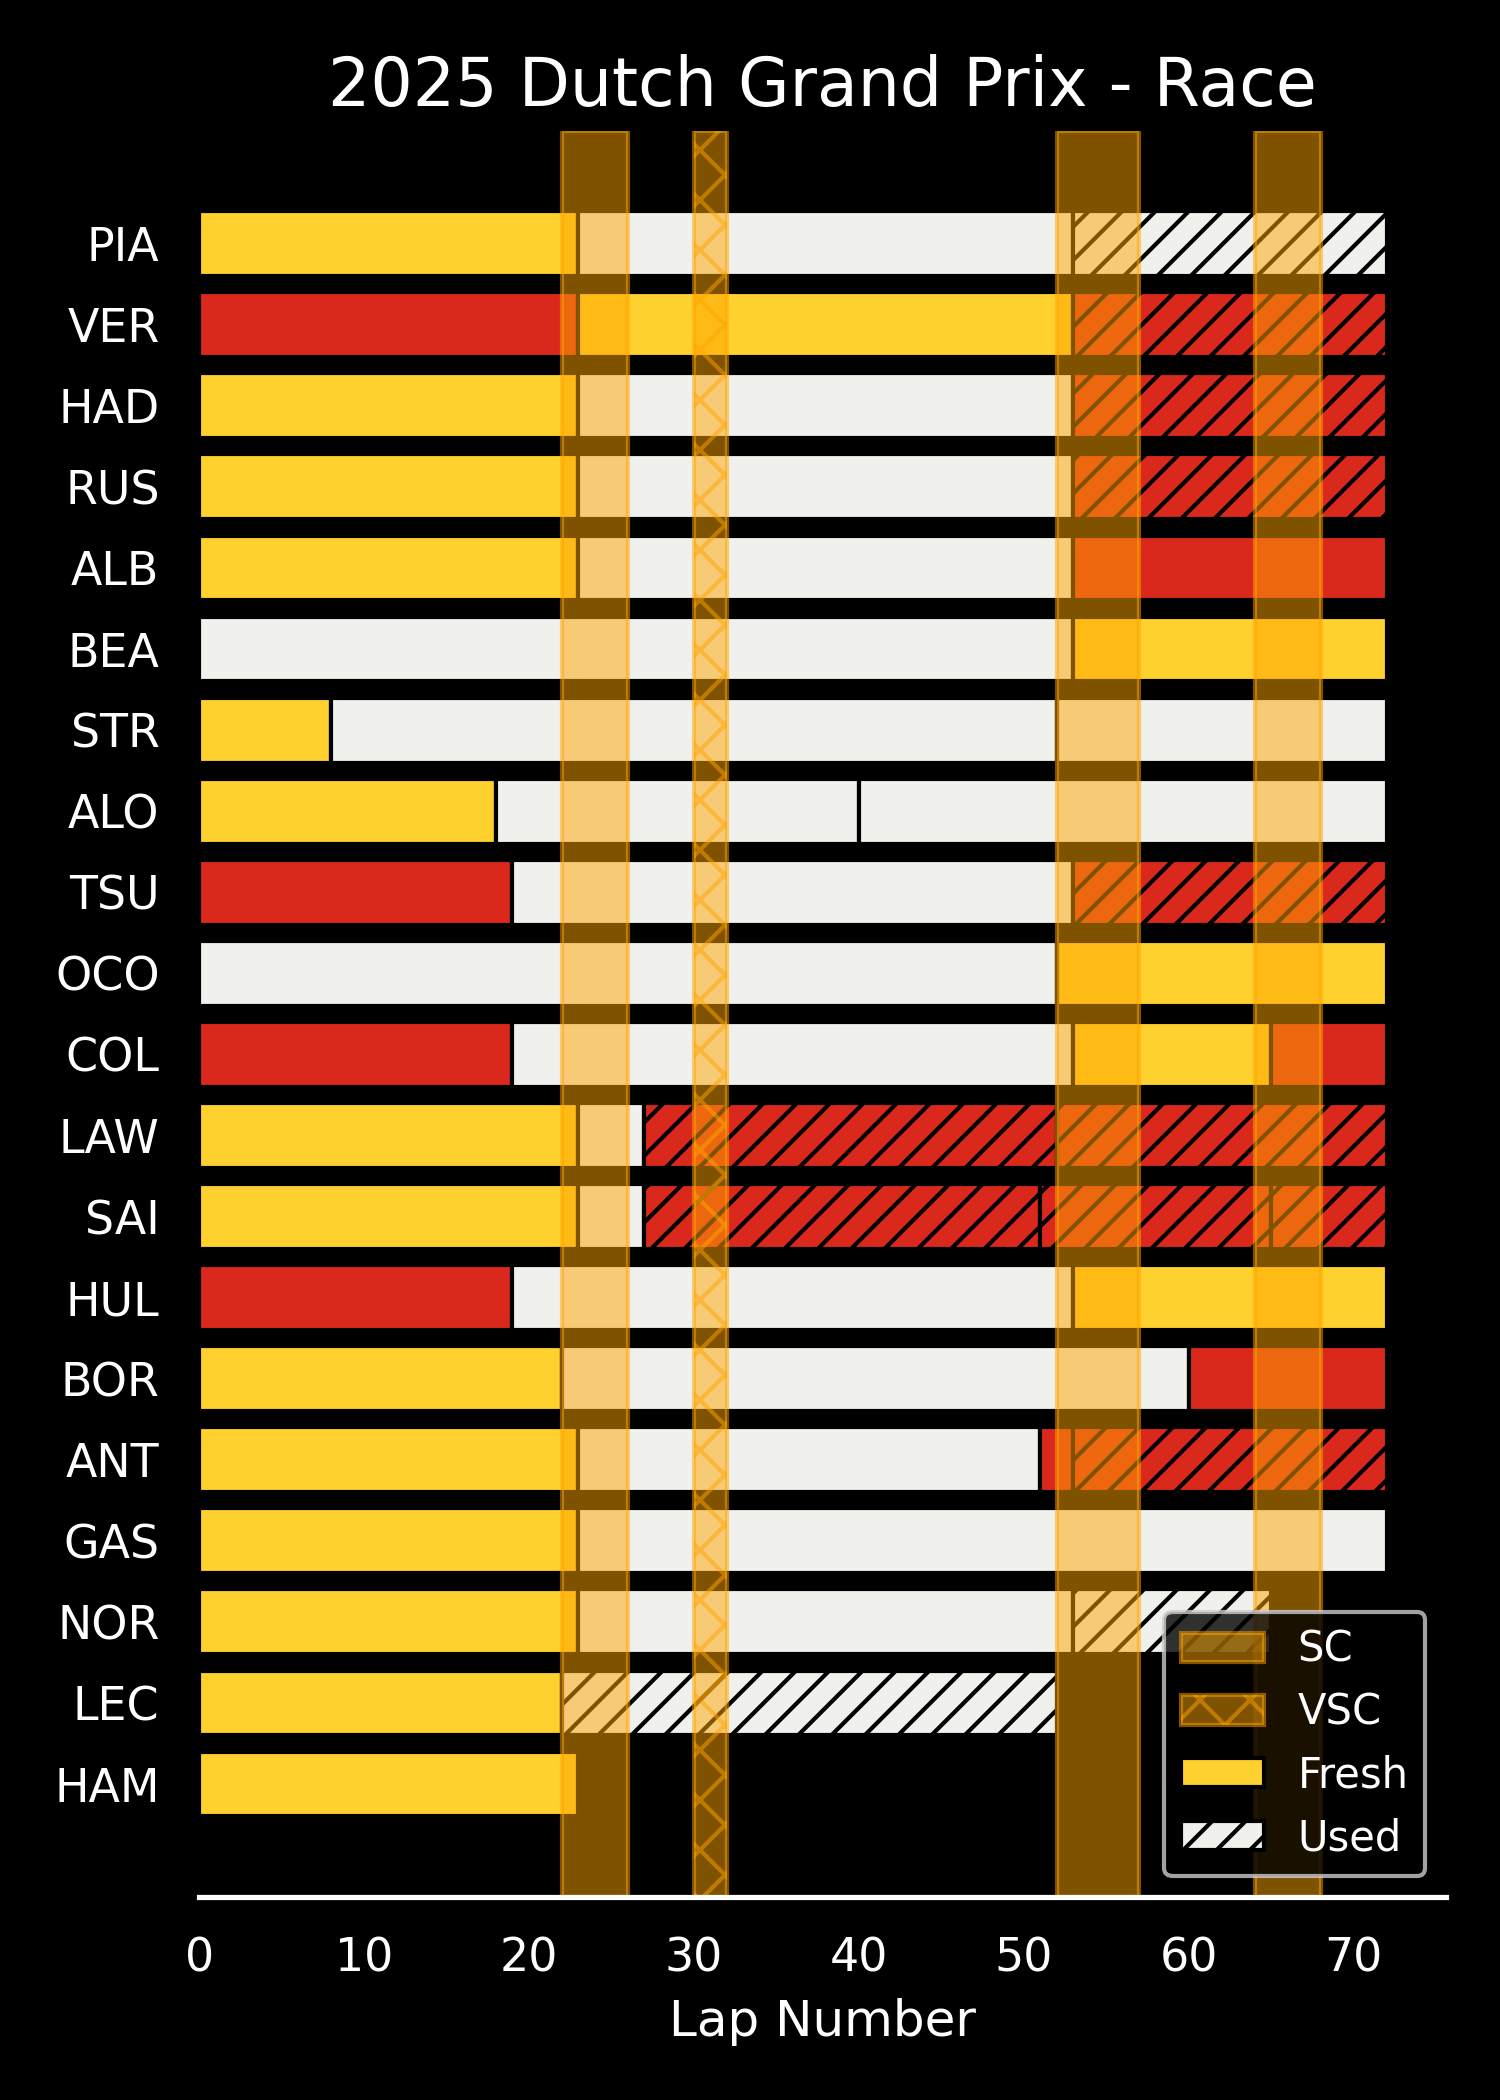 2025 Dutch Grand Prix - Race
PIA
VER
HAD
RUS
ALB
BEA
STR
ALO
TSU
OCO
COL
LAW
SAI
HUL
BOR
ANT
GAS
NOR
LEC
HAM
SC
VSC
Fresh
Used
0 10 20 30 40 50 60 70
Lap Number